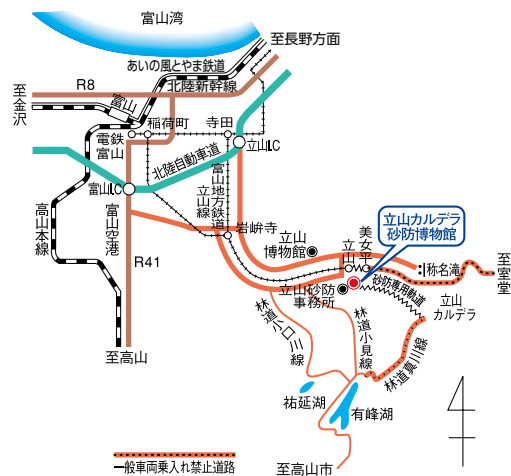 富山湾
至長野方面
あいの風とやま鉄道
R8
北陸新幹線
至金沢
富山
稲荷町
寺田
電鉄富山
立山I.C
北陸自動車道
富山I.C
富山地方鉄道
立山線
高山本線
富山空港
岩峅寺
立山
博物館
美女平
立山
立山カルデラ
砂防博物館
称名滝
至室堂
R41
立山砂防
事務所
砂防専用軌道
立山
カルデラ
林道小口川線
林道小見線
林道真川線
至高山
祐延湖
有峰湖
一般車両乗入れ禁止道路
至高山市
4